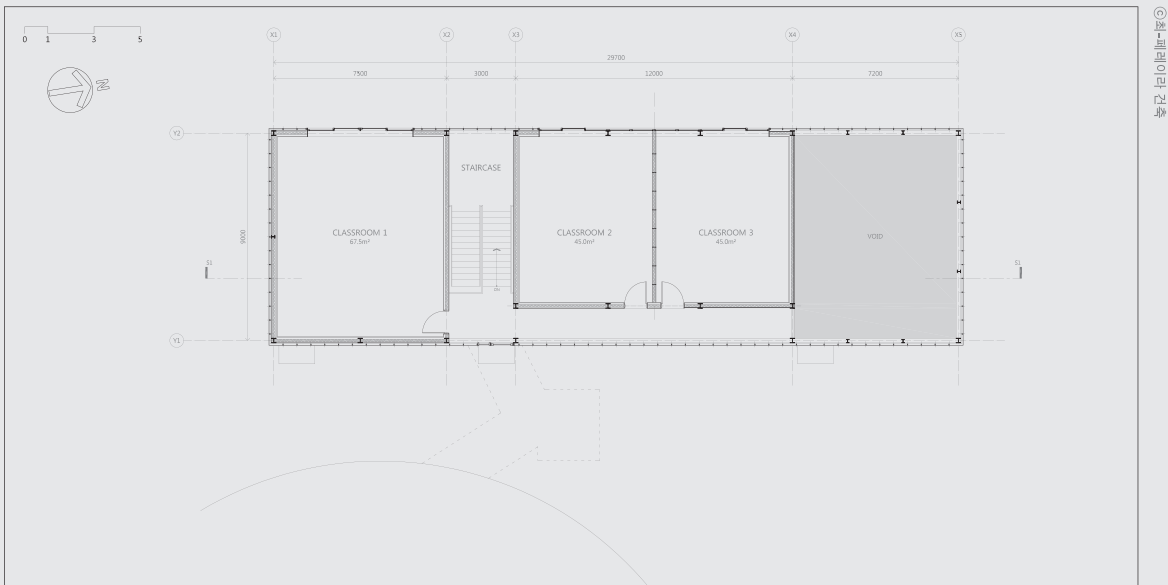 0 1 3 5
N
X1 X2 X3 X4 X5
29700
7500 3000 12000 7200
Y2
STAIRCASE
CLASSROOM 1
67.5m²
CLASSROOM 2
45.0m²
CLASSROOM 3
45.0m²
VOID
9000
S1
S1
DN
Y1
©최-페레이라 건축